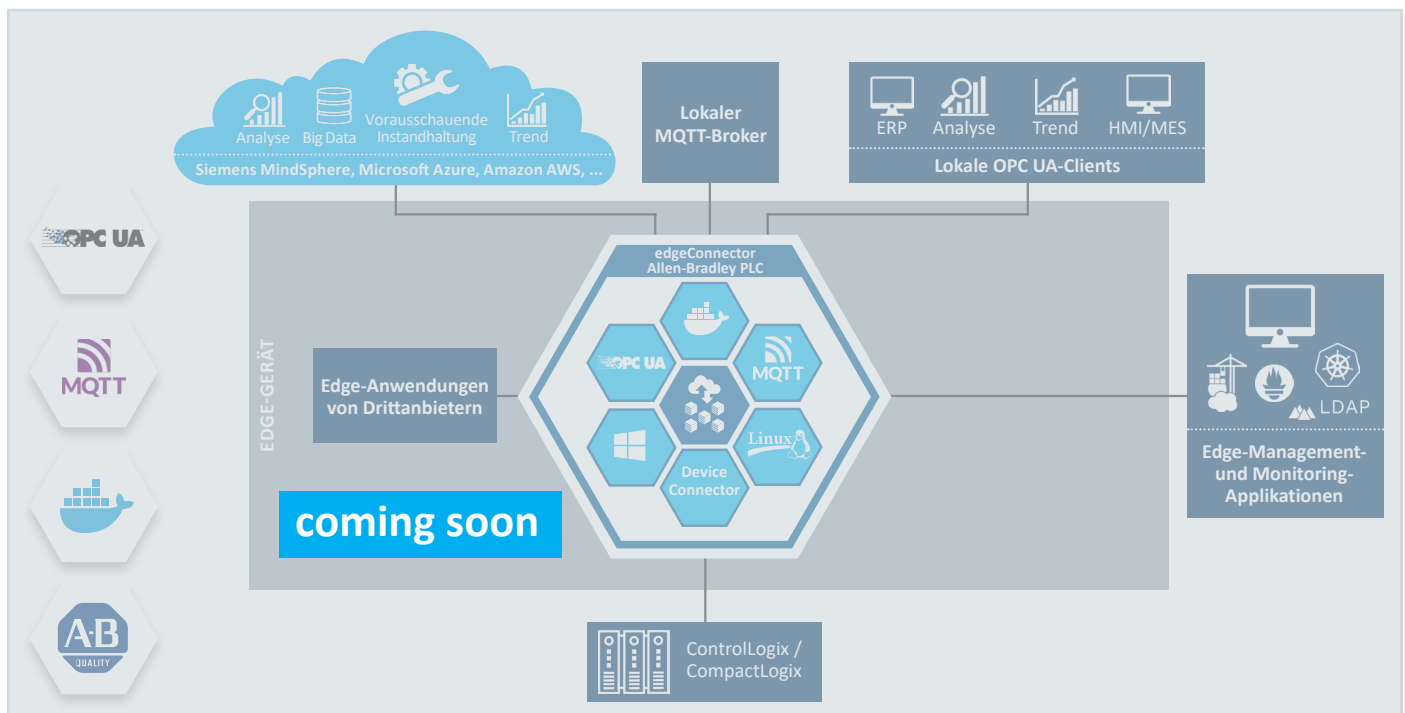 Analyse
Big Data
Vorausschauende
Instandhaltung
Trend
Siemens MindSphere, Microsoft Azure, Amazon AWS, ...
Lokaler
MQTT-Broker
ERP
Analyse
Trend
HMI/MES
Lokale OPC UA-Clients
OPC UA
MQTT
A-B
QUALITY
EDGE-GERÄT
edgeConnector
Allen-Bradley PLC
OPC UA
MQTT
Linux
Device
Connector
Edge-Anwendungen
von Drittanbietern
coming soon
LDAP
Edge-Management-
und Monitoring-
Applikationen
ControlLogix /
CompactLogix